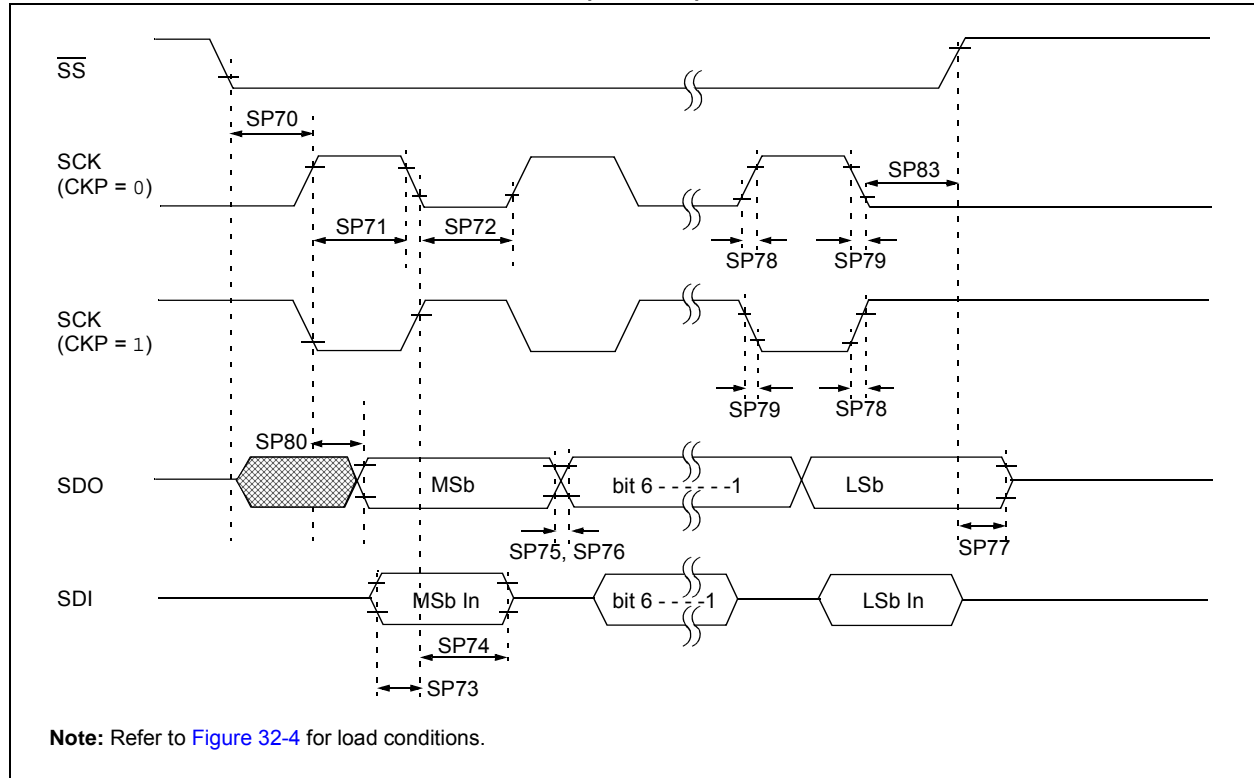 SS
SP70
SCK
(CKP = 0)
SP83
SP71
SP72
SP78
SP79
SCK
(CKP = 1)
SP79
SP78
SP80
SDO
MSb
bit 6 - - - - - -1
LSb
SP75, SP76
SP77
SDI
MSb In
bit 6 - - - -1
LSb In
SP74
SP73
Note: Refer to Figure 32-4 for load conditions.